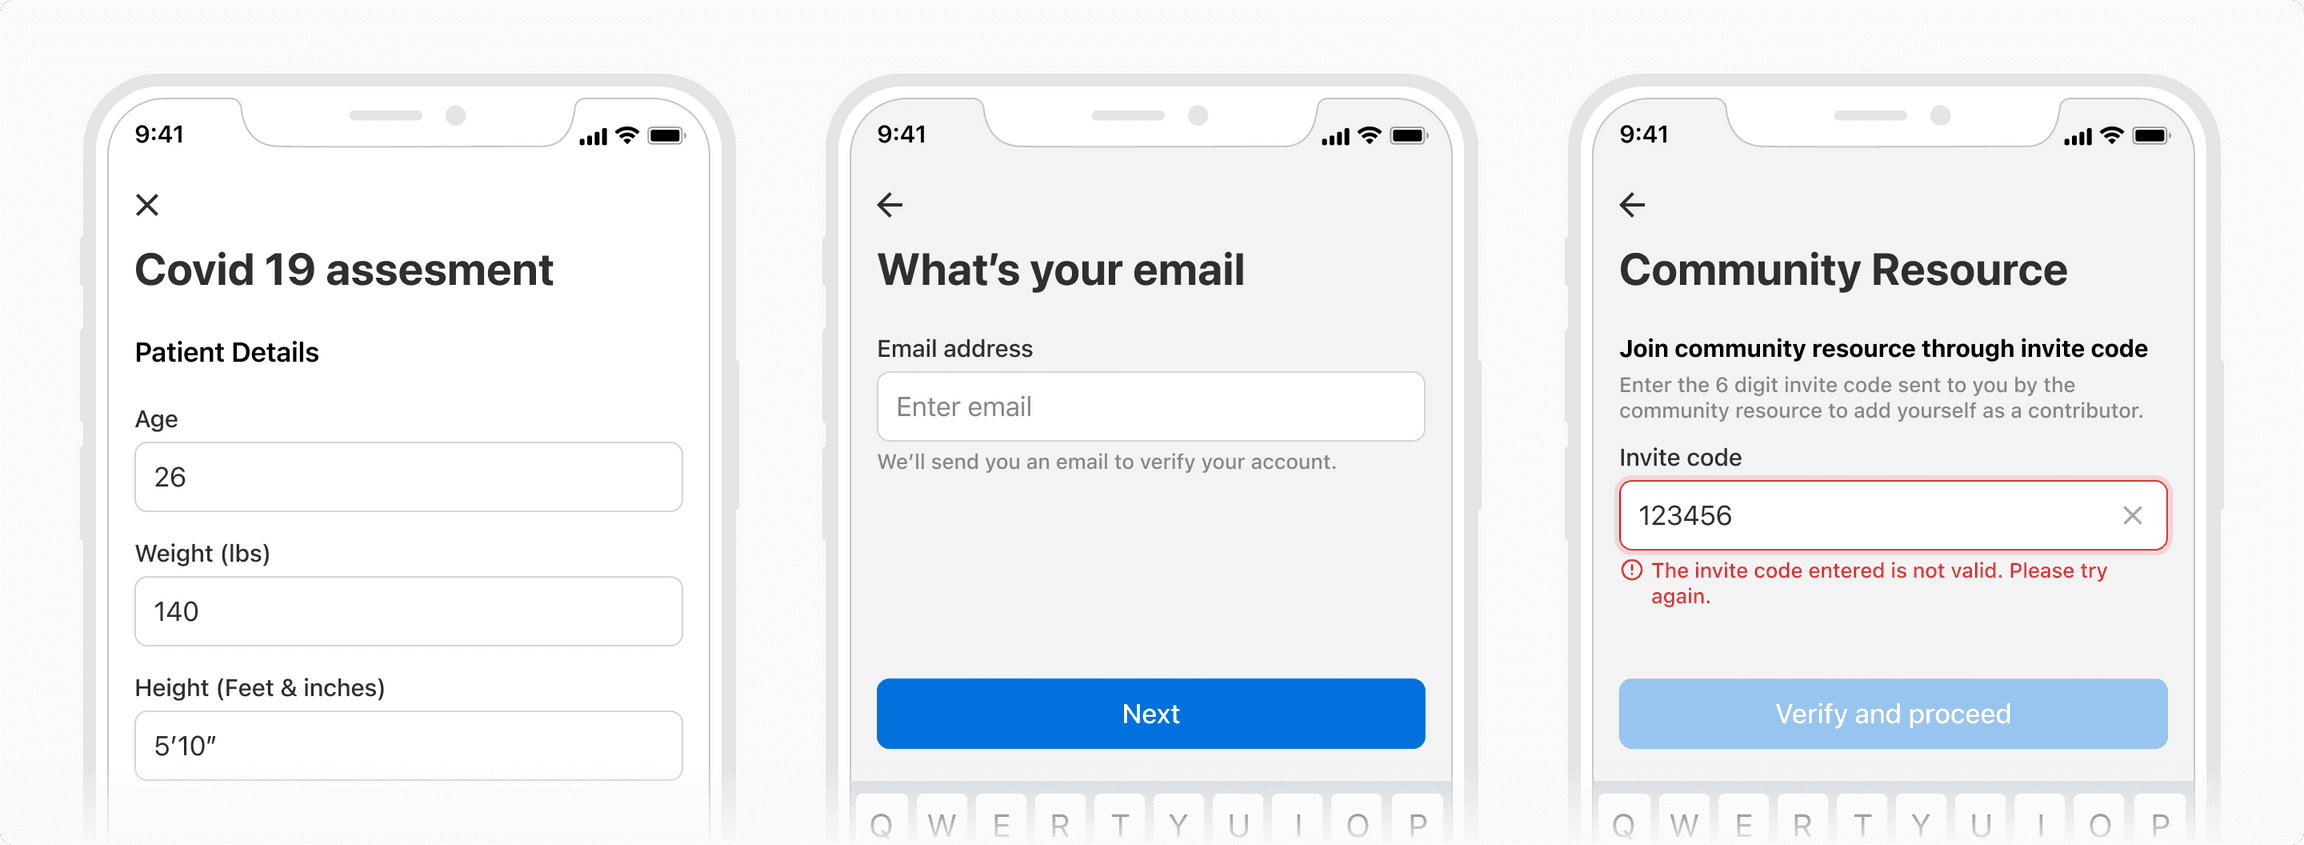 9:41
Covid 19 assesment
Patient Details
Age
26
Weight (lbs)
140
Height (Feet & inches)
5’10”
9:41
What’s your email
Email address
Enter email
We’ll send you an email to verify your account.
Next
Q W E R T Y U I O P
9:41
Community Resource
Join community resource through invite code
Enter the 6 digit invite code sent to you by the
community resource to add yourself as a contributor.
Invite code
123456
The invite code entered is not valid. Please try
again.
Verify and proceed
Q W E R T Y U I O P